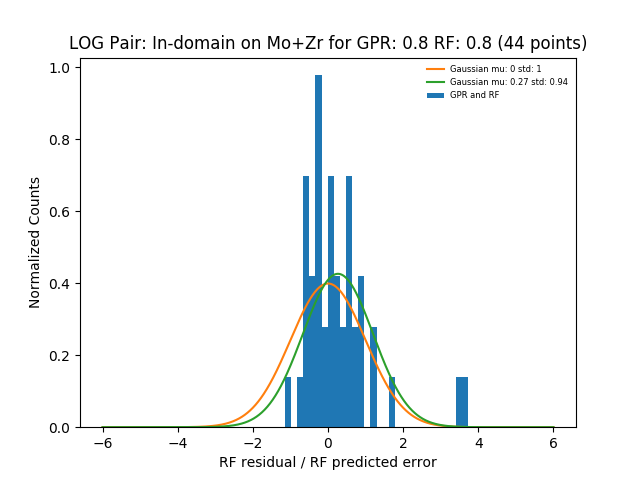 LOG Pair: In-domain on Mo+Zr for GPR: 0.8 RF: 0.8 (44 points)
Gaussian mu: 0 std: 1
Gaussian mu: 0.27 std: 0.94
GPR and RF
Normalized Counts
1.0
0.8
0.6
0.4
0.2
0.0
−6 −4 −2 0 2 4 6
RF residual / RF predicted error